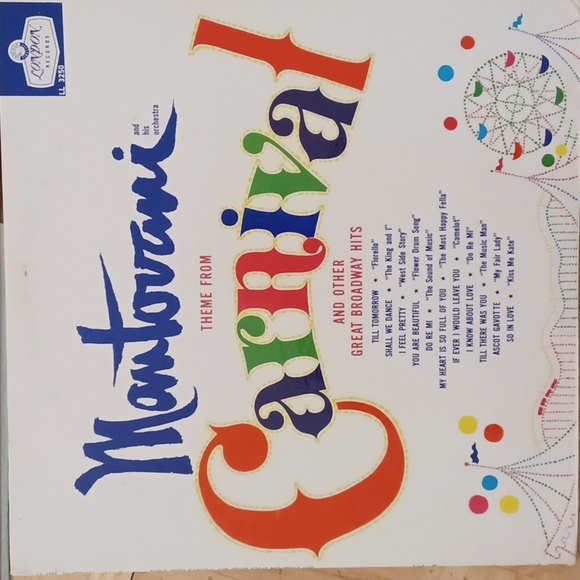 LONDON
RECORDS
LL 3250
Mantovani
and
his
orchestra
THEME FROM
Carnival
AND OTHER
GREAT BROADWAY HITS
TILL TOMORROW • "Fiorello"
SHALL WE DANCE • "The King and I"
I FEEL PRETTY • "West Side Story"
YOU ARE BEAUTIFUL • "Flower Drum Song"
DO RE MI • "The Sound of Music"
MY HEART IS SO FULL OF YOU • "The Most Happy Fella"
IF EVER I WOULD LEAVE YOU • "Camelot"
I KNOW ABOUT LOVE • "Do Re Mi"
TILL THERE WAS YOU • "The Music Man"
ASCOT GAVOTTE • "My Fair Lady"
SO IN LOVE • "Kiss Me Kate"